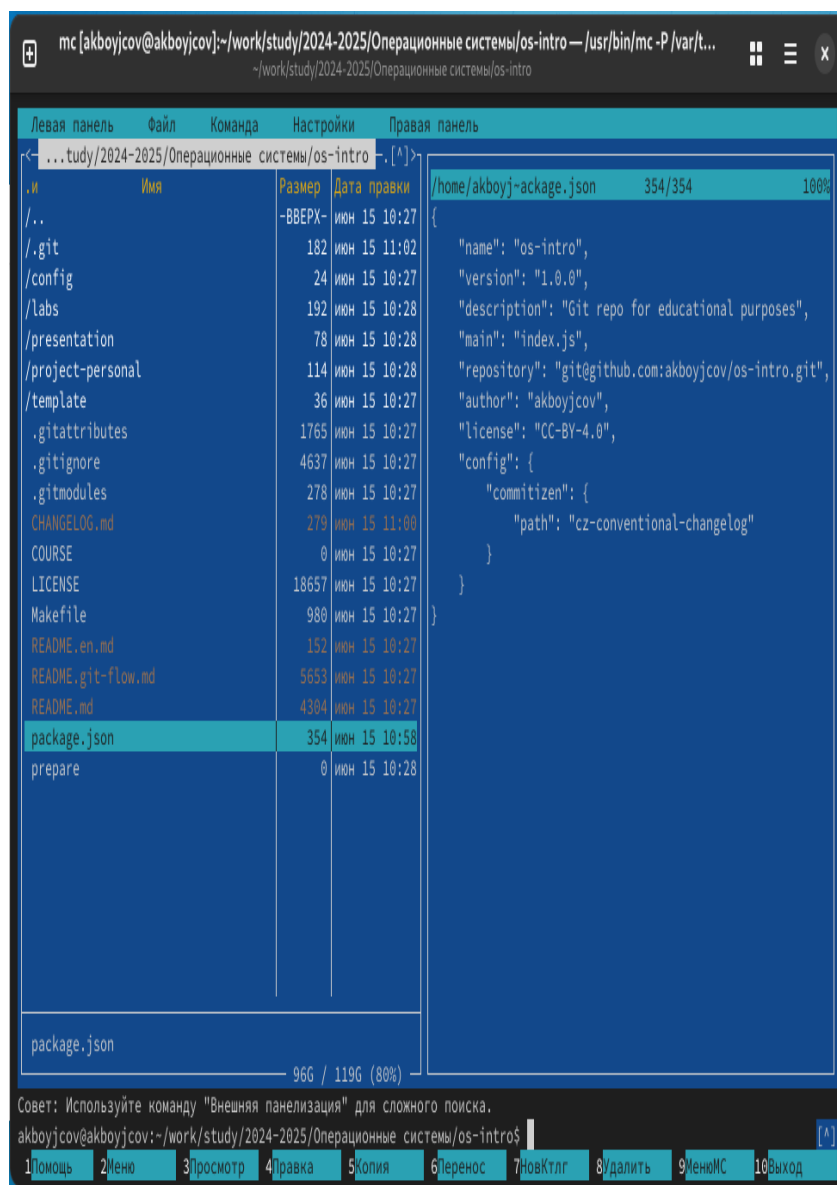 mc [akboyjcov@akboyjcov]:~/work/study/2024-2025/Операционные системы/os-intro — /usr/bin/mc -P /var/t...
~/work/study/2024-2025/Операционные системы/os-intro
Левая панель Файл Команда Настройки Правая панель
<- ...tudy/2024-2025/Операционные системы/os-intro -.[^]>
.и Имя Размер Дата правки
/.. -ВВЕРХ- июн 15 10:27
/.git 182 июн 15 11:02
/config 24 июн 15 10:27
/labs 192 июн 15 10:28
/presentation 78 июн 15 10:28
/project-personal 114 июн 15 10:28
/template 36 июн 15 10:27
.gitattributes 1765 июн 15 10:27
.gitignore 4637 июн 15 10:27
.gitmodules 278 июн 15 10:27
CHANGELOG.md 279 июн 15 11:00
COURSE 0 июн 15 10:27
LICENSE 18657 июн 15 10:27
Makefile 980 июн 15 10:27
README.en.md 152 июн 15 10:27
README.git-flow.md 5653 июн 15 10:27
README.md 4304 июн 15 10:27
package.json 354 июн 15 10:58
prepare 0 июн 15 10:28
package.json
96G / 119G (80%)
/home/akboyj~ackage.json 354/354 100%
{
"name": "os-intro",
"version": "1.0.0",
"description": "Git repo for educational purposes",
"main": "index.js",
"repository": "git@github.com:akboyjcov/os-intro.git",
"author": "akboyjcov",
"license": "CC-BY-4.0",
"config": {
"commitizen": {
"path": "cz-conventional-changelog"
}
}
}
Совет: Используйте команду "Внешняя панелизация" для сложного поиска.
akboyjcov@akboyjcov:~/work/study/2024-2025/Операционные системы/os-intro$ [^]
1Помощь 2Меню 3Просмотр 4Правка 5Копия 6Перенос 7НовКтлг 8Удалить 9МенюMC 10Выход